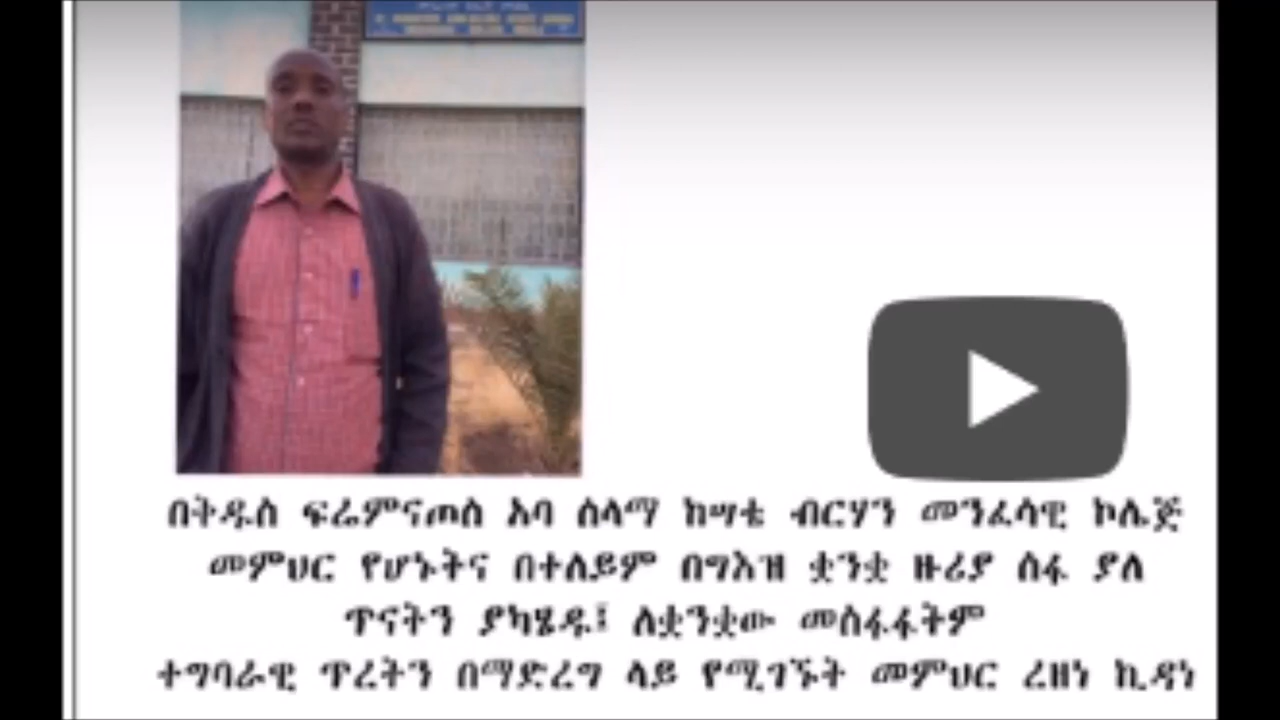 በቅዱስ ፍሬምናጦስ አባ ሰላማ ከሣቴ ብርሃን መንፈሳዊ ኮሌጅ
መምህር የሆኑትና በተለይም በግእዝ ቋንቋ ዙሪያ ሰፋ ያለ
ጥናትን ያካሄዱ፤ ለቋንቋው መስፋፋትም
ተግባራዊ ጥረትን በማድረግ ላይ የሚገኙት መምህር ረዘነ ኪዳነ